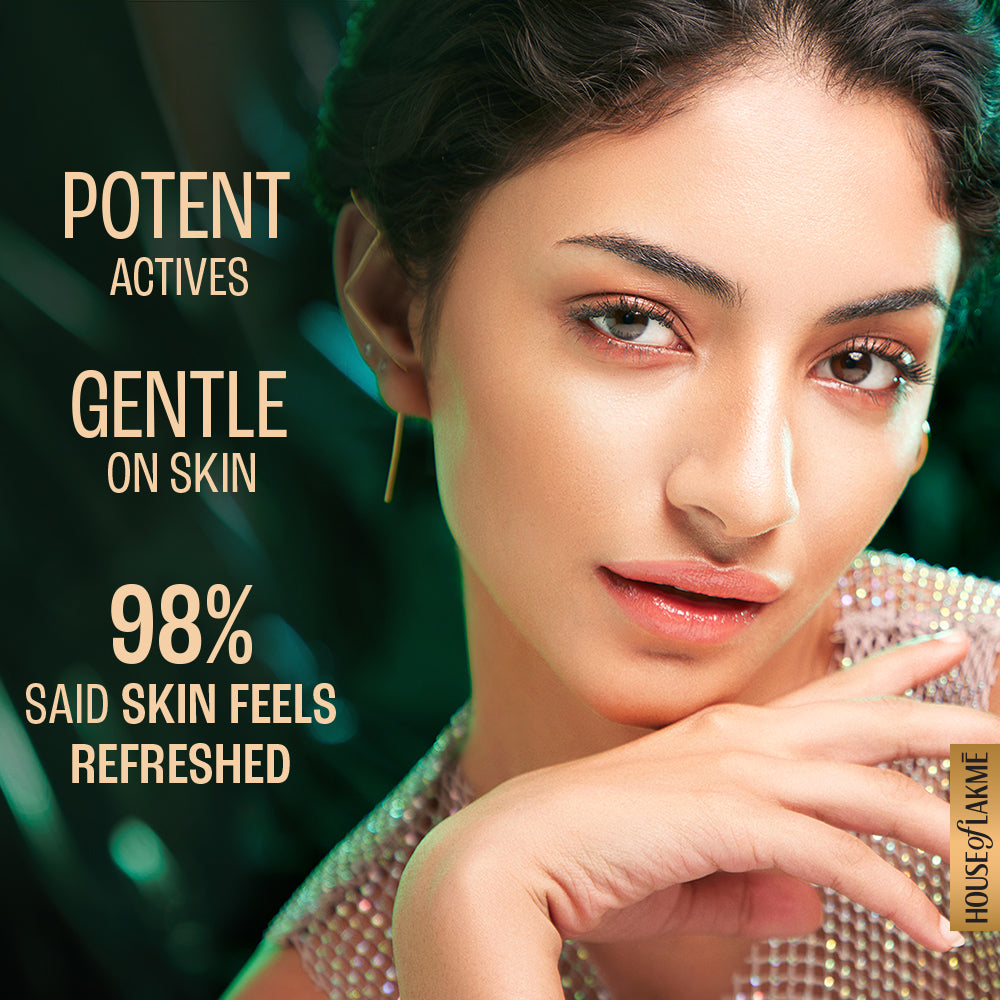 POTENT
ACTIVES
GENTLE
ON SKIN
98%
SAID SKIN FEELS
REFRESHED
HOUSE of LAKMĒ